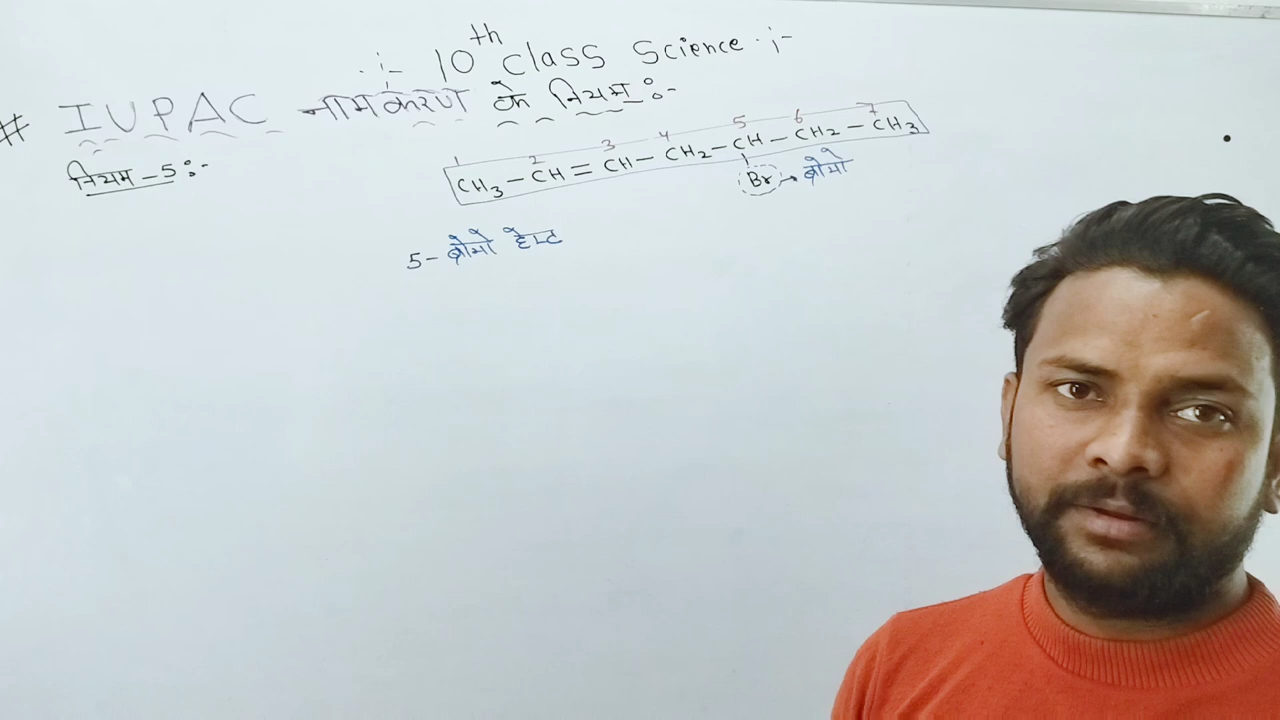 :- 10th Class Science :-
# IUPAC नामकरण के नियम :-
नियम - 5 :-
1 2 3 4 5 6 7
CH3 - CH = CH - CH2 - CH - CH2 - CH3
Br → ब्रोमो
5- ब्रोमो हेप्ट